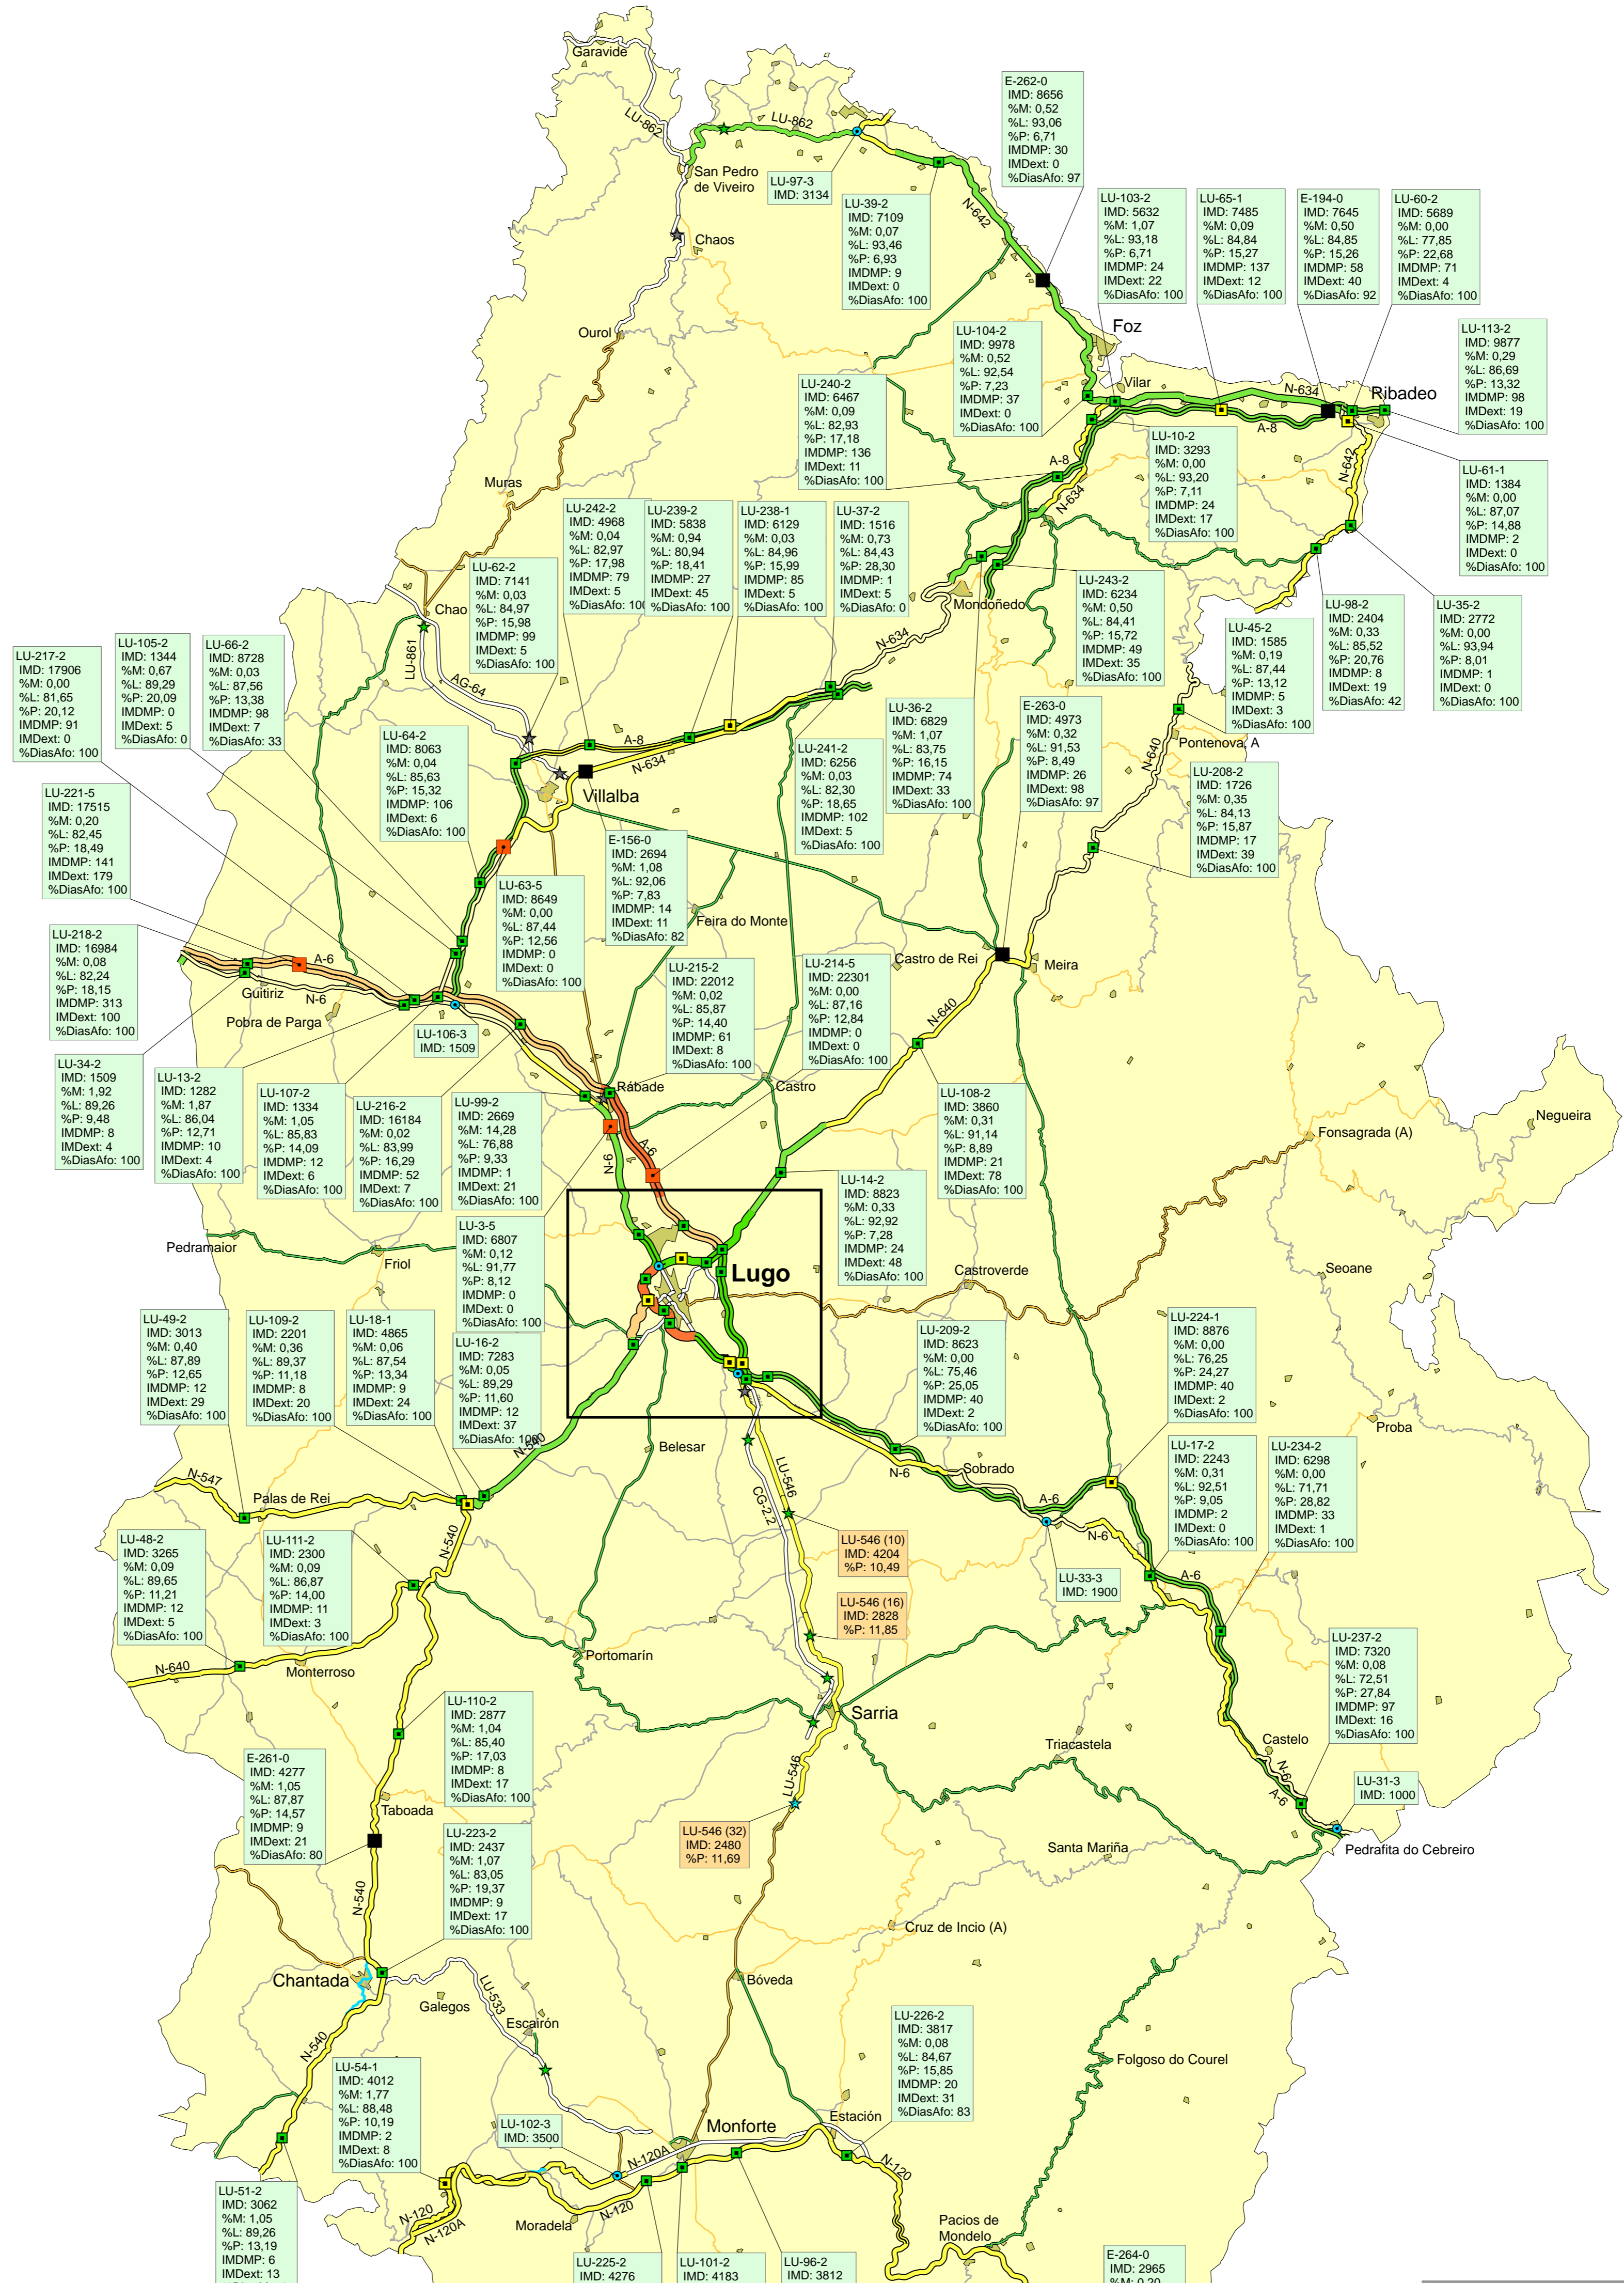 Garavide
LU-862
LU-862
San Pedro
de Viveiro
Chaos
Ourol
Muras
N-642
E-262-0
IMD: 8656
%M: 0,52
%L: 93,06
%P: 6,71
IMDMP: 30
IMDext: 0
%DiasAfo: 97
LU-97-3
IMD: 3134
LU-39-2
IMD: 7109
%M: 0,07
%L: 93,46
%P: 6,93
IMDMP: 9
IMDext: 0
%DiasAfo: 100
LU-103-2
IMD: 5632
%M: 1,07
%L: 93,18
%P: 6,71
IMDMP: 24
IMDext: 22
%DiasAfo: 100
LU-65-1
IMD: 7485
%M: 0,09
%L: 84,84
%P: 15,27
IMDMP: 137
IMDext: 12
%DiasAfo: 100
E-194-0
IMD: 7645
%M: 0,50
%L: 84,85
%P: 15,26
IMDMP: 58
IMDext: 40
%DiasAfo: 92
LU-60-2
IMD: 5689
%M: 0,00
%L: 77,85
%P: 22,68
IMDMP: 71
IMDext: 4
%DiasAfo: 100
LU-113-2
IMD: 9877
%M: 0,29
%L: 86,69
%P: 13,32
IMDMP: 98
IMDext: 19
%DiasAfo: 100
LU-104-2
IMD: 9978
%M: 0,52
%L: 92,54
%P: 7,23
IMDMP: 37
IMDext: 0
%DiasAfo: 100
Foz
Vilar
N-634
Ribadeo
A-8
N-642
LU-240-2
IMD: 6467
%M: 0,09
%L: 82,93
%P: 17,18
IMDMP: 136
IMDext: 11
%DiasAfo: 100
A-8
N-634
LU-10-2
IMD: 3293
%M: 0,00
%L: 93,20
%P: 7,11
IMDMP: 24
IMDext: 17
%DiasAfo: 100
LU-61-1
IMD: 1384
%M: 0,00
%L: 87,07
%P: 14,88
IMDMP: 2
IMDext: 0
%DiasAfo: 100
LU-242-2
IMD: 4968
%M: 0,04
%L: 82,97
%P: 17,98
IMDMP: 79
IMDext: 5
%DiasAfo: 100
LU-239-2
IMD: 5838
%M: 0,94
%L: 80,94
%P: 18,41
IMDMP: 27
IMDext: 45
%DiasAfo: 100
LU-238-1
IMD: 6129
%M: 0,03
%L: 84,96
%P: 15,99
IMDMP: 85
IMDext: 5
%DiasAfo: 100
LU-37-2
IMD: 1516
%M: 0,73
%L: 84,43
%P: 28,30
IMDMP: 1
IMDext: 5
%DiasAfo: 0
LU-62-2
IMD: 7141
%M: 0,03
%L: 84,97
%P: 15,98
IMDMP: 99
IMDext: 5
%DiasAfo: 100
Mondoñedo
N-634
LU-243-2
IMD: 6234
%M: 0,50
%L: 84,41
%P: 15,72
IMDMP: 49
IMDext: 35
%DiasAfo: 100
LU-98-2
IMD: 2404
%M: 0,33
%L: 85,52
%P: 20,76
IMDMP: 8
IMDext: 19
%DiasAfo: 42
LU-35-2
IMD: 2772
%M: 0,00
%L: 93,94
%P: 8,01
IMDMP: 1
IMDext: 0
%DiasAfo: 100
LU-45-2
IMD: 1585
%M: 0,19
%L: 87,44
%P: 13,12
IMDMP: 5
IMDext: 3
%DiasAfo: 100
Chao
LU-861
AG-64
LU-217-2
IMD: 17906
%M: 0,00
%L: 81,65
%P: 20,12
IMDMP: 91
IMDext: 0
%DiasAfo: 100
LU-105-2
IMD: 1344
%M: 0,67
%L: 89,29
%P: 20,09
IMDMP: 0
IMDext: 5
%DiasAfo: 0
LU-66-2
IMD: 8728
%M: 0,03
%L: 87,56
%P: 13,38
IMDMP: 98
IMDext: 7
%DiasAfo: 33
LU-64-2
IMD: 8063
%M: 0,04
%L: 85,63
%P: 15,32
IMDMP: 106
IMDext: 6
%DiasAfo: 100
A-8
N-634
Villalba
LU-241-2
IMD: 6256
%M: 0,03
%L: 82,30
%P: 18,65
IMDMP: 102
IMDext: 5
%DiasAfo: 100
LU-36-2
IMD: 6829
%M: 1,07
%L: 83,75
%P: 16,15
IMDMP: 74
IMDext: 33
%DiasAfo: 100
E-263-0
IMD: 4973
%M: 0,32
%L: 91,53
%P: 8,49
IMDMP: 26
IMDext: 98
%DiasAfo: 97
Pontenova, A
N-640
LU-208-2
IMD: 1726
%M: 0,35
%L: 84,13
%P: 15,87
IMDMP: 17
IMDext: 39
%DiasAfo: 100
LU-221-5
IMD: 17515
%M: 0,20
%L: 82,45
%P: 18,49
IMDMP: 141
IMDext: 179
%DiasAfo: 100
E-156-0
IMD: 2694
%M: 1,08
%L: 92,06
%P: 7,83
IMDMP: 14
IMDext: 11
%DiasAfo: 82
LU-63-5
IMD: 8649
%M: 0,00
%L: 87,44
%P: 12,56
IMDMP: 0
IMDext: 0
%DiasAfo: 100
Feira do Monte
LU-218-2
IMD: 16984
%M: 0,08
%L: 82,24
%P: 18,15
IMDMP: 313
IMDext: 100
%DiasAfo: 100
A-6
Guitiriz
N-6
Pobra de Parga
LU-106-3
IMD: 1509
LU-215-2
IMD: 22012
%M: 0,02
%L: 85,87
%P: 14,40
IMDMP: 61
IMDext: 8
%DiasAfo: 100
LU-214-5
IMD: 22301
%M: 0,00
%L: 87,16
%P: 12,84
IMDMP: 0
IMDext: 0
%DiasAfo: 100
Castro de Rei
Meira
N-640
LU-34-2
IMD: 1509
%M: 1,92
%L: 89,26
%P: 9,48
IMDMP: 8
IMDext: 4
%DiasAfo: 100
LU-13-2
IMD: 1282
%M: 1,87
%L: 86,04
%P: 12,71
IMDMP: 10
IMDext: 4
%DiasAfo: 100
LU-107-2
IMD: 1334
%M: 1,05
%L: 85,83
%P: 14,09
IMDMP: 12
IMDext: 6
%DiasAfo: 100
LU-216-2
IMD: 16184
%M: 0,02
%L: 83,99
%P: 16,29
IMDMP: 52
IMDext: 7
%DiasAfo: 100
LU-99-2
IMD: 2669
%M: 14,28
%L: 76,88
%P: 9,33
IMDMP: 1
IMDext: 21
%DiasAfo: 100
Rábade
A-6
N-6
Castro
LU-108-2
IMD: 3860
%M: 0,31
%L: 91,14
%P: 8,89
IMDMP: 21
IMDext: 78
%DiasAfo: 100
Fonsagrada (A)
Negueira
LU-14-2
IMD: 8823
%M: 0,33
%L: 92,92
%P: 7,28
IMDMP: 24
IMDext: 48
%DiasAfo: 100
LU-3-5
IMD: 6807
%M: 0,12
%L: 91,77
%P: 8,12
IMDMP: 0
IMDext: 0
%DiasAfo: 100
Pedramaior
Friol
Lugo
Castroverde
Seoane
LU-49-2
IMD: 3013
%M: 0,40
%L: 87,89
%P: 12,65
IMDMP: 12
IMDext: 29
%DiasAfo: 100
LU-109-2
IMD: 2201
%M: 0,36
%L: 89,37
%P: 11,18
IMDMP: 8
IMDext: 20
%DiasAfo: 100
LU-18-1
IMD: 4865
%M: 0,06
%L: 87,54
%P: 13,34
IMDMP: 9
IMDext: 24
%DiasAfo: 100
LU-16-2
IMD: 7283
%M: 0,05
%L: 89,29
%P: 11,60
IMDMP: 12
IMDext: 37
%DiasAfo: 100
N-540
LU-209-2
IMD: 8623
%M: 0,00
%L: 75,46
%P: 25,05
IMDMP: 40
IMDext: 2
%DiasAfo: 100
LU-224-1
IMD: 8876
%M: 0,00
%L: 76,25
%P: 24,27
IMDMP: 40
IMDext: 2
%DiasAfo: 100
Proba
Belesar
N-547
Palas de Rei
LU-546
CG-2.2
N-6
Sobrado
A-6
N-6
LU-17-2
IMD: 2243
%M: 0,31
%L: 92,51
%P: 9,05
IMDMP: 2
IMDext: 0
%DiasAfo: 100
LU-234-2
IMD: 6298
%M: 0,00
%L: 71,71
%P: 28,82
IMDMP: 33
IMDext: 1
%DiasAfo: 100
LU-48-2
IMD: 3265
%M: 0,09
%L: 89,65
%P: 11,21
IMDMP: 12
IMDext: 5
%DiasAfo: 100
LU-111-2
IMD: 2300
%M: 0,09
%L: 86,87
%P: 14,00
IMDMP: 11
IMDext: 3
%DiasAfo: 100
N-540
LU-546 (10)
IMD: 4204
%P: 10,49
LU-33-3
IMD: 1900
A-6
LU-546 (16)
IMD: 2828
%P: 11,85
N-640
Monterroso
Portomarín
LU-237-2
IMD: 7320
%M: 0,08
%L: 72,51
%P: 27,84
IMDMP: 97
IMDext: 16
%DiasAfo: 100
LU-110-2
IMD: 2877
%M: 1,04
%L: 85,40
%P: 17,03
IMDMP: 8
IMDext: 17
%DiasAfo: 100
Sarria
Triacastela
Castelo
N-6
A-6
LU-31-3
IMD: 1000
E-261-0
IMD: 4277
%M: 1,05
%L: 87,87
%P: 14,57
IMDMP: 9
IMDext: 21
%DiasAfo: 80
Taboada
LU-546
LU-546 (32)
IMD: 2480
%P: 11,69
Santa Mariña
Pedrafita do Cebreiro
LU-223-2
IMD: 2437
%M: 1,07
%L: 83,05
%P: 19,37
IMDMP: 9
IMDext: 17
%DiasAfo: 100
N-540
Cruz de Incio (A)
Chantada
Galegos
LU-533
Escairón
Bóveda
LU-226-2
IMD: 3817
%M: 0,08
%L: 84,67
%P: 15,85
IMDMP: 20
IMDext: 31
%DiasAfo: 83
Folgoso do Courel
N-540
LU-54-1
IMD: 4012
%M: 1,77
%L: 88,48
%P: 10,19
IMDMP: 2
IMDext: 8
%DiasAfo: 100
LU-102-3
IMD: 3500
Monforte
Estación
N-120A
N-120
LU-51-2
IMD: 3062
%M: 1,05
%L: 89,26
%P: 13,19
IMDMP: 6
IMDext: 13
N-120
N-120A
Moradela
N-120
Pacios de
Mondelo
LU-225-2
IMD: 4276
LU-101-2
IMD: 4183
LU-96-2
IMD: 3812
E-264-0
IMD: 2965
%M: 0,20